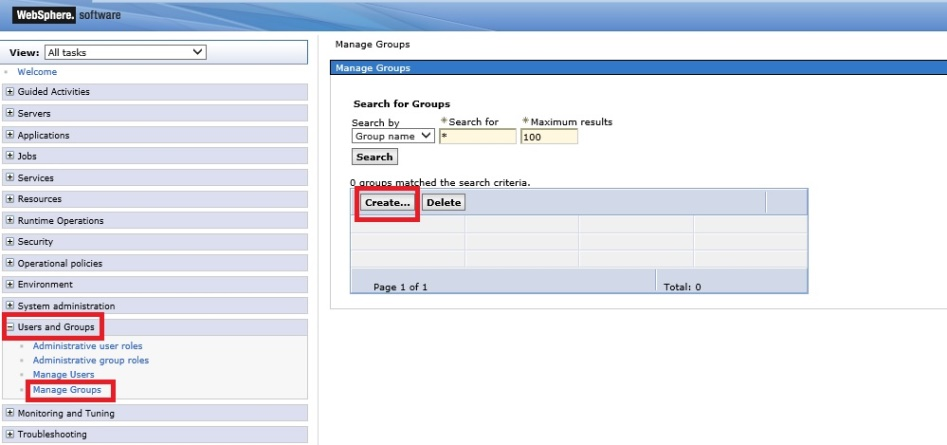 WebSphere. software
View: All tasks
Welcome
Guided Activities
Servers
Applications
Jobs
Services
Resources
Runtime Operations
Security
Operational policies
Environment
System administration
Users and Groups
Administrative user roles
Administrative group roles
Manage Users
Manage Groups
Monitoring and Tuning
Troubleshooting
Manage Groups
Manage Groups
Search for Groups
Search by * Search for * Maximum results
Group name * 100
Search
0 groups matched the search criteria.
Create... Delete
Page 1 of 1 Total: 0